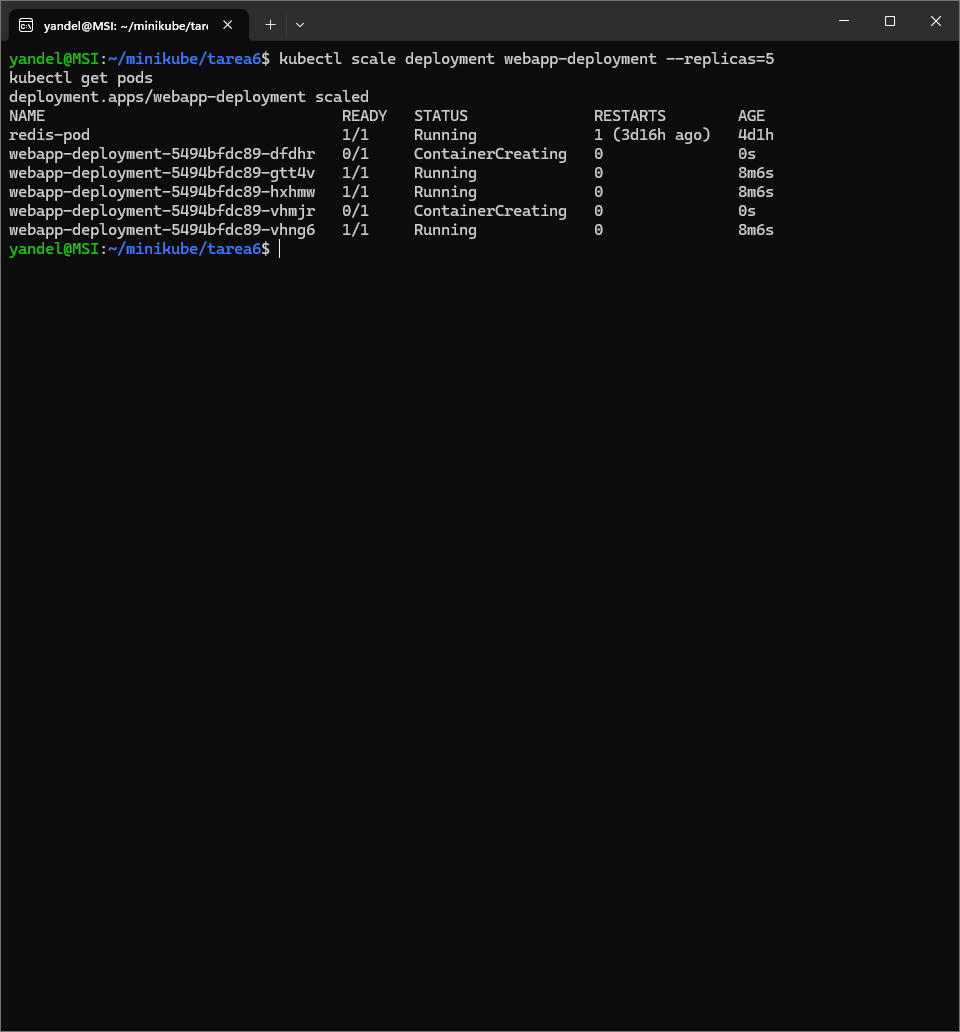 yandel@MSI: ~/minikube/tar
yandel@MSI:~/minikube/tarea6$ kubectl scale deployment webapp-deployment --replicas=5
kubectl get pods
deployment.apps/webapp-deployment scaled
NAME READY STATUS RESTARTS AGE
redis-pod 1/1 Running 1 (3d16h ago) 4d1h
webapp-deployment-5494bfdc89-dfdhr 0/1 ContainerCreating 0 0s
webapp-deployment-5494bfdc89-gtt4v 1/1 Running 0 8m6s
webapp-deployment-5494bfdc89-hxhmw 1/1 Running 0 8m6s
webapp-deployment-5494bfdc89-vhmjr 0/1 ContainerCreating 0 0s
webapp-deployment-5494bfdc89-vhng6 1/1 Running 0 8m6s
yandel@MSI:~/minikube/tarea6$